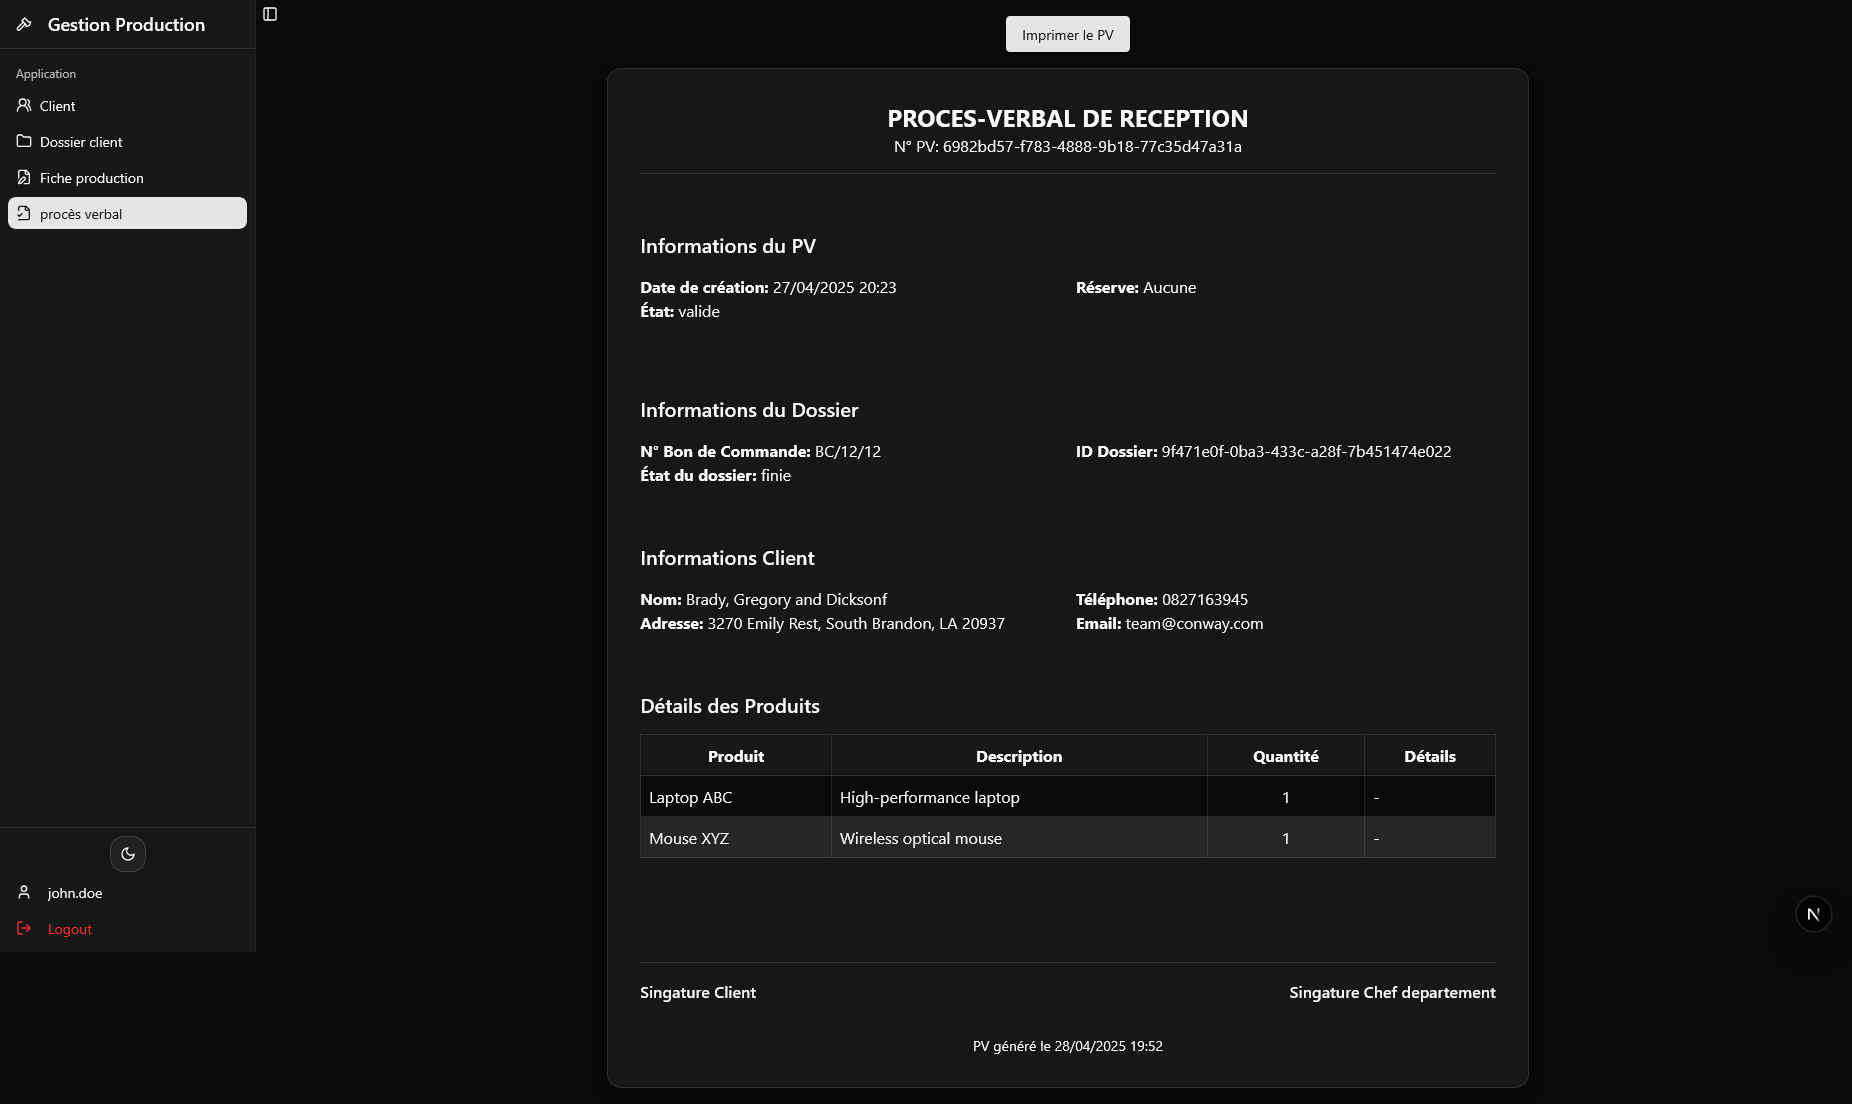 Gestion Production
Application
Client
Dossier client
Fiche production
procès verbal
john.doe
Logout
Imprimer le PV
PROCES-VERBAL DE RECEPTION
N° PV: 6982bd57-f783-4888-9b18-77c35d47a31a
Informations du PV
Date de création: 27/04/2025 20:23
Réserve: Aucune
État: valide
Informations du Dossier
N° Bon de Commande: BC/12/12
ID Dossier: 9f471e0f-0ba3-433c-a28f-7b451474e022
État du dossier: finie
Informations Client
Nom: Brady, Gregory and Dicksonf
Téléphone: 0827163945
Adresse: 3270 Emily Rest, South Brandon, LA 20937
Email: team@conway.com
Détails des Produits
Produit Description Quantité Détails
Laptop ABC High-performance laptop 1 -
Mouse XYZ Wireless optical mouse 1 -
Singature Client
Singature Chef departement
PV généré le 28/04/2025 19:52
N